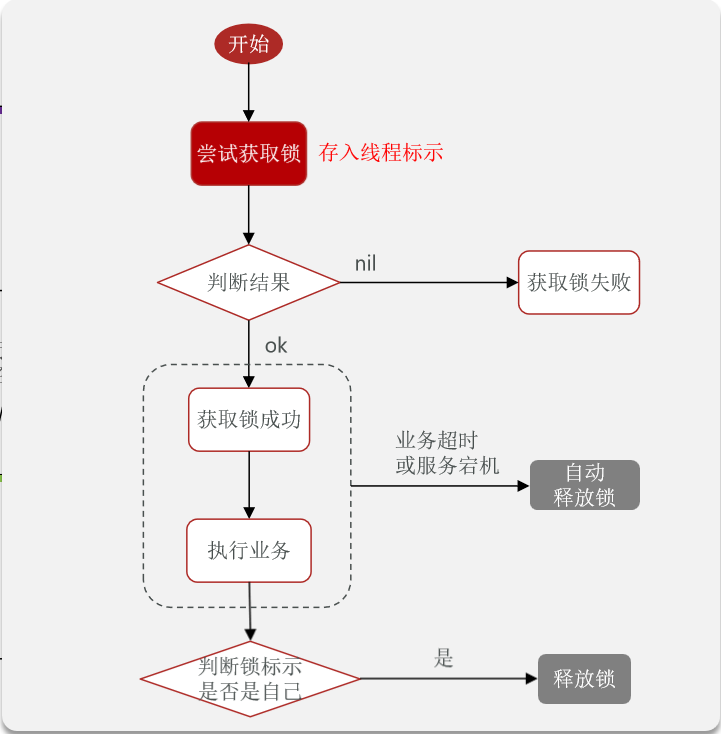 开始
尝试获取锁
存入线程标示
nil
判断结果
获取锁失败
ok
获取锁成功
业务超时
或服务宕机
自动
释放锁
执行业务
是
判断锁标示
是否是自己
释放锁